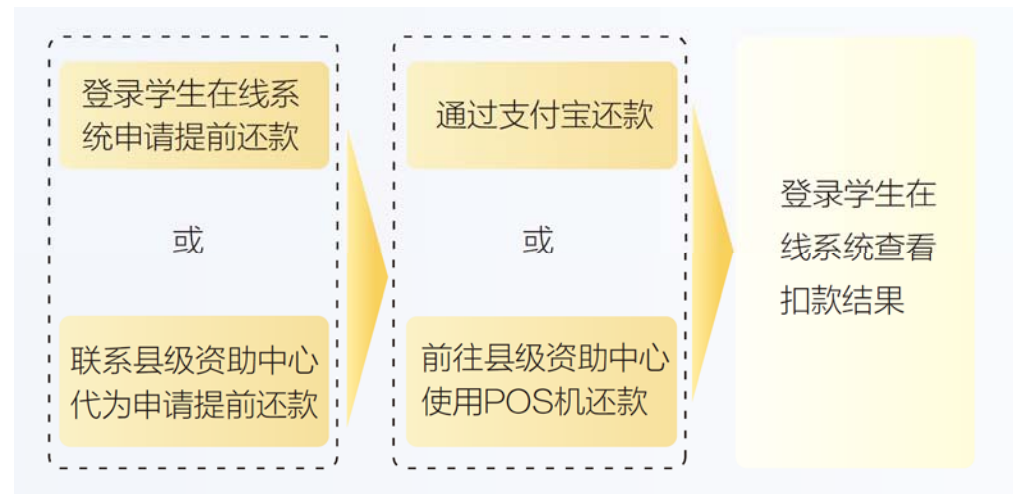 登录学生在线系
统申请提前还款
或
联系县级资助中心
代为申请提前还款
通过支付宝还款
或
前往县级资助中心
使用POS机还款
登录学生在
线系统查看
扣款结果